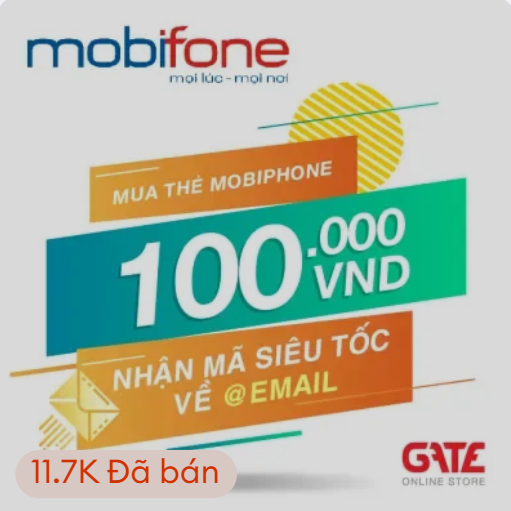 mobifone
mọi lúc - mọi nơi
MUA THẺ MOBIPHONE
100.000
VND
NHẬN MÃ SIÊU TỐC
VỀ @EMAIL
11.7K Đã bán
GATE
ONLINE STORE